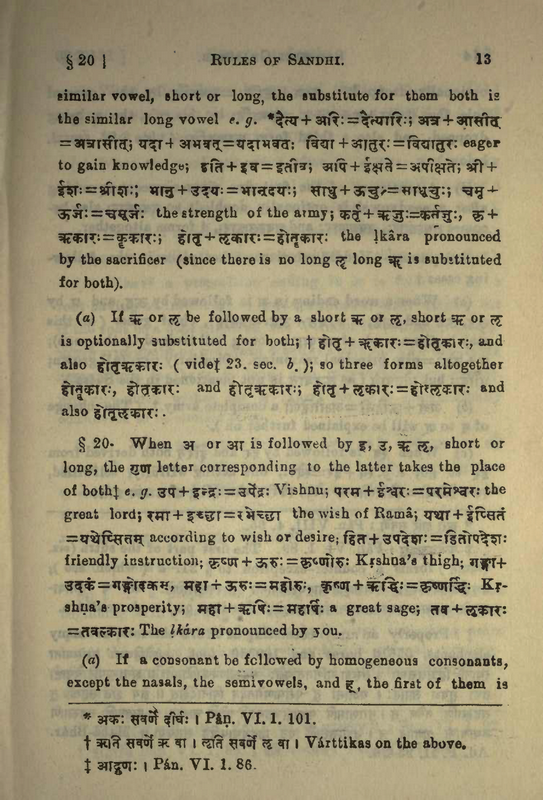 § 20 ] RULES OF SANDHI. 13
similar vowel, short or long, the substitute for them both is
the similar long vowel e. g. *दैत्य + अरिः = दैत्यारिः; अत्र + आसीत्
= अत्रासीत्; यदा + अभवत् = यदाभवत्; विद्या + आतुरः = विद्यातुरः eager
to gain knowledge; इति + इव = इतीव; अपि + ईक्षते = अपीक्षते; श्री +
ईशः = श्रीशः; भानु + उदयः = भानूदयः; साधु + ऊचुः = साधूचुः; चमू +
ऊर्जः = चमूर्जः the strength of the army; कर्तृ + ऋजुः = कर्तॄजुः, कृ +
ऋकारः = कॄकारः; होतृ + ऌकारः = होतॄकारः the ḷkâra pronounced
by the sacrificer (since there is no long ऌ long ॠ is substituted
for both).
(a) If ऋ or ऌ be followed by a short ऋ or ऌ, short ऋ or ऌ
is optionally substituted for both; † होतृ + ऋकारः = होतृकारः, and
also होतृऋकारः ( vide‡ 23. sec. b. ); so three forms altogether
होतॄकारः, होतृकारः and होतृऋकारः; होतृ + ऌकारः = होत्लृकारः and
also होतृऌकारः.
§ 20. When अ or आ is followed by इ, उ, ऋ ऌ, short or
long, the गुण letter corresponding to the latter takes the place
of both‡ e. g. उप + इन्द्रः = उपेंद्रः Vishnu; परम + ईश्वरः = परमेश्वरः the
great lord; रमा + इच्छा = रमेच्छा the wish of Ramâ; यथा + ईप्सितं
= यथेप्सितम् according to wish or desire; हित + उपदेशः = हितोपदेशः
friendly instruction; कृष्ण + ऊरुः = कृष्णोरुः Kṛshṇa's thigh; गङ्गा +
उदकं = गङ्गोदकम्, महा + ऊरुः = महोरुः, कृष्ण + ऋद्धिः = कृष्णर्द्धिः Kṛ-
shṇa's prosperity; महा + ऋषिः = महर्षिः a great sage; तव + ऌकारः
= तवल्कारः The ḷkára pronounced by you.
(a) If a consonant be followed by homogeneous consonants,
except the nasals, the semivowels, and ह्, the first of them is
* अकः सवर्णे दीर्घः । Pâṇ. VI. 1. 101.
† ऋति सवर्णे ऋ वा । ऌति सवर्णे ऌ वा । Várttikas on the above.
‡ आद्गुणः । Páṇ. VI. 1. 86.